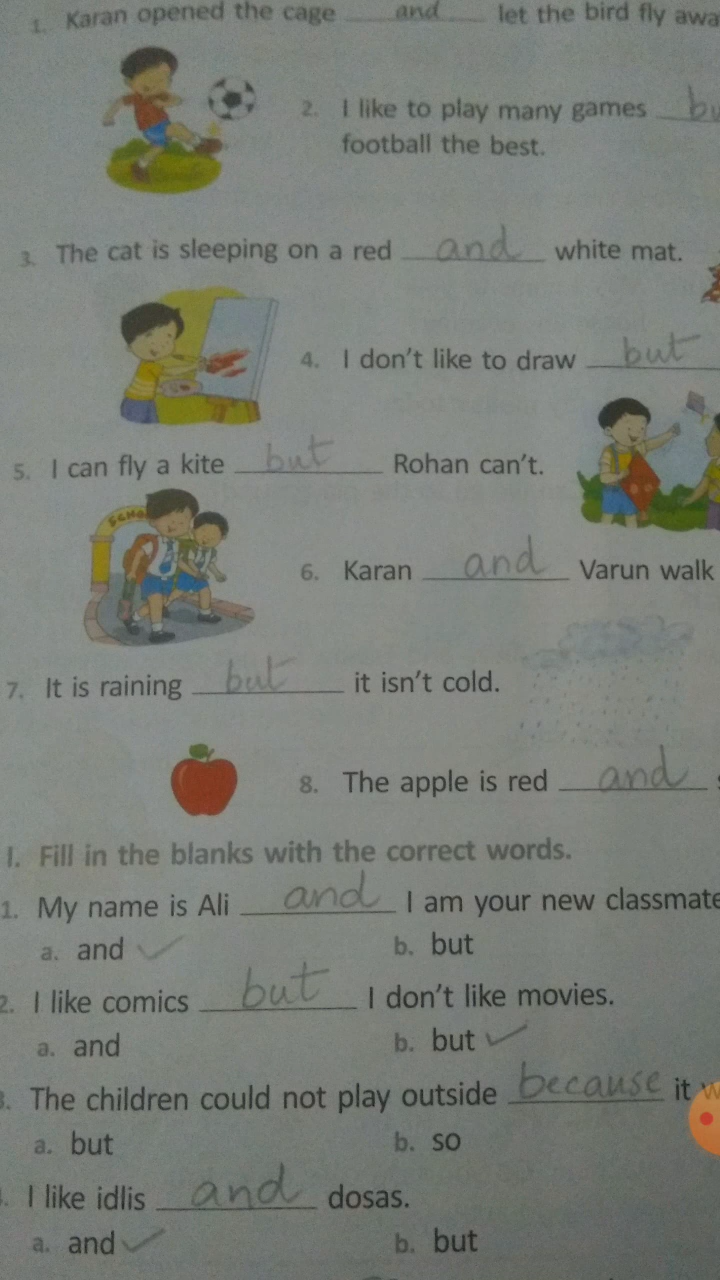 1. Karan opened the cage and let the bird fly awa
2. I like to play many games bu
football the best.
3. The cat is sleeping on a red and white mat.
4. I don't like to draw but
5. I can fly a kite but Rohan can't.
SCHO
6. Karan and Varun walk
7. It is raining but it isn't cold.
8. The apple is red and
I. Fill in the blanks with the correct words.
1. My name is Ali and I am your new classmate
a. and ✓ b. but
2. I like comics but I don't like movies.
a. and b. but ✓
3. The children could not play outside because it w
a. but b. so
. I like idlis and dosas.
a. and ✓ b. but